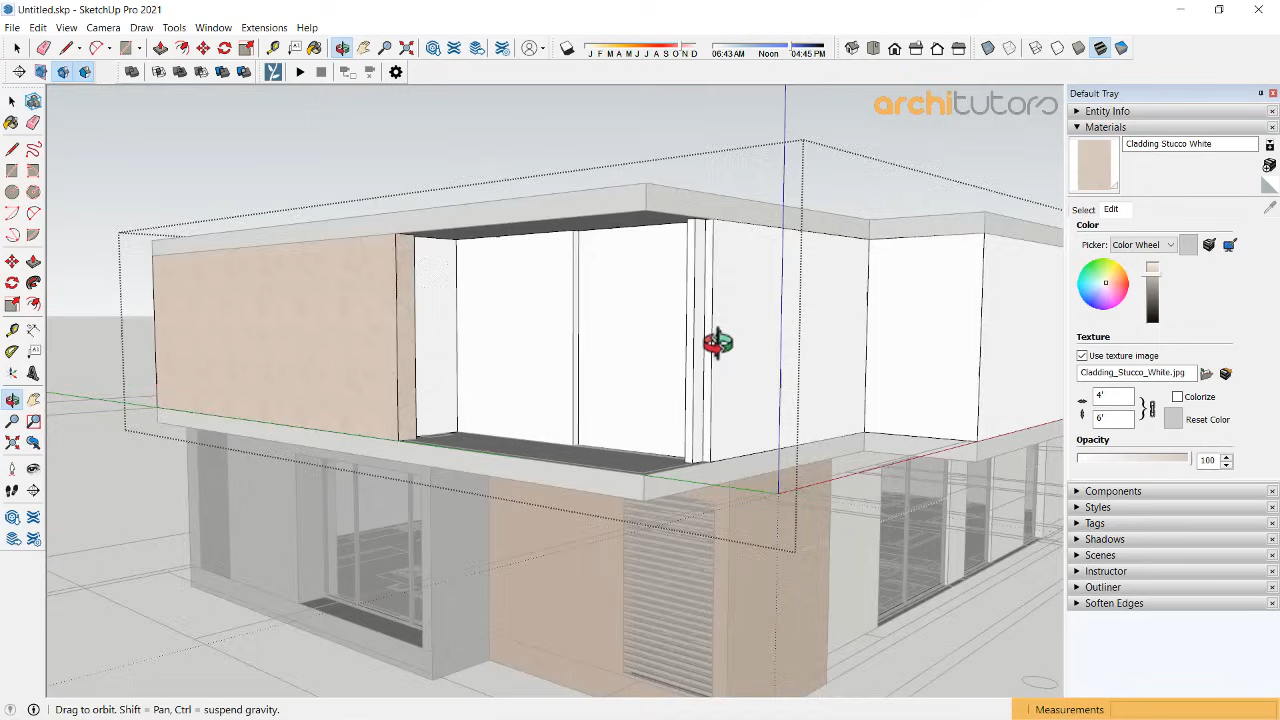 Untitled.skp - SketchUp Pro 2021
File Edit View Camera Draw Tools Window Extensions Help
J F M A M J J A S O N D
06:43 AM Noon 04:45 PM
architutors
Default Tray
Entity Info
Materials
Cladding Stucco White
Select Edit
Color
Picker: Color Wheel
Texture
Use texture image
Cladding_Stucco_White.jpg
4'
Colorize
6'
Reset Color
Opacity
100
Components
Styles
Tags
Shadows
Scenes
Instructor
Outliner
Soften Edges
Drag to orbit. Shift = Pan, Ctrl = suspend gravity.
Measurements